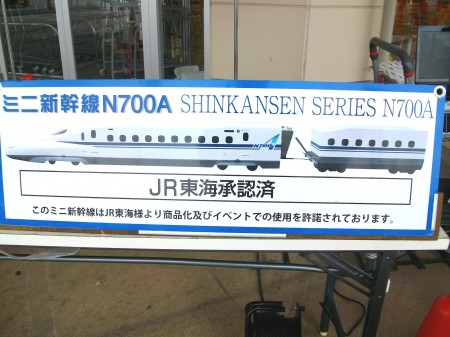 ミニ新幹線N700A SHINKANSEN SERIES N700A
N700A
JR東海承認済
このミニ新幹線はJR東海様より商品化及びイベントでの使用を許諾されております。